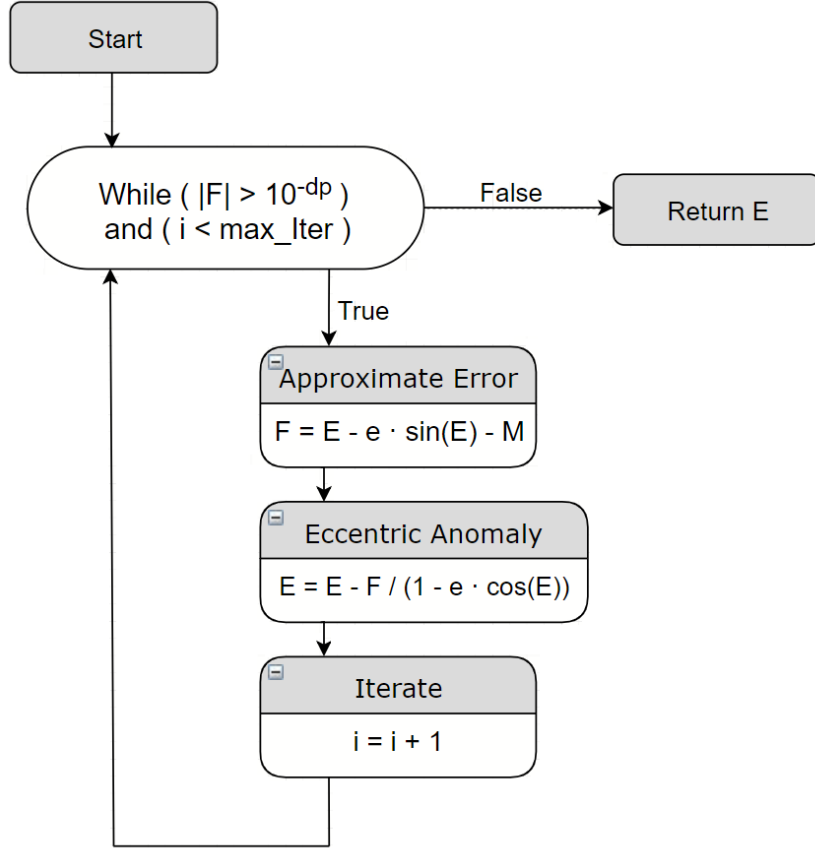 Start
While ( |F| > 10^-dp )
and ( i < max_Iter )
False
Return E
True
Approximate Error
F = E - e · sin(E) - M
Eccentric Anomaly
E = E - F / (1 - e · cos(E))
Iterate
i = i + 1